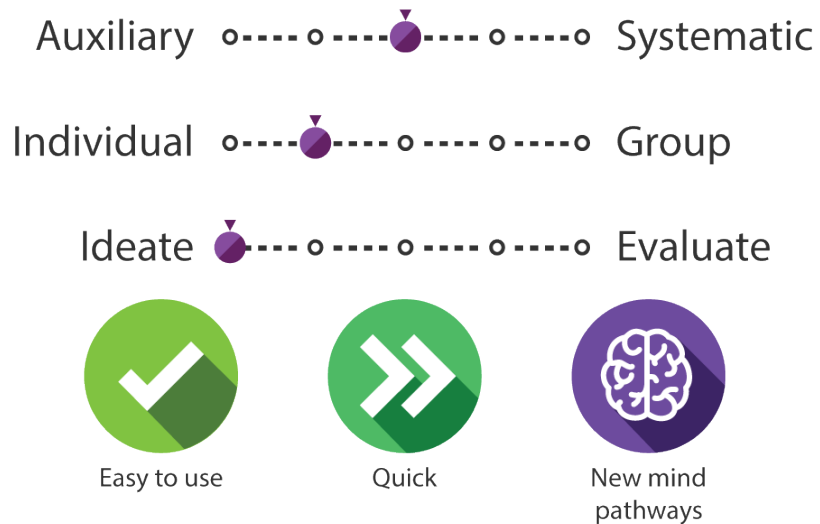 Auxiliary Systematic
Individual Group
Ideate Evaluate
Easy to use
Quick
New mind
pathways